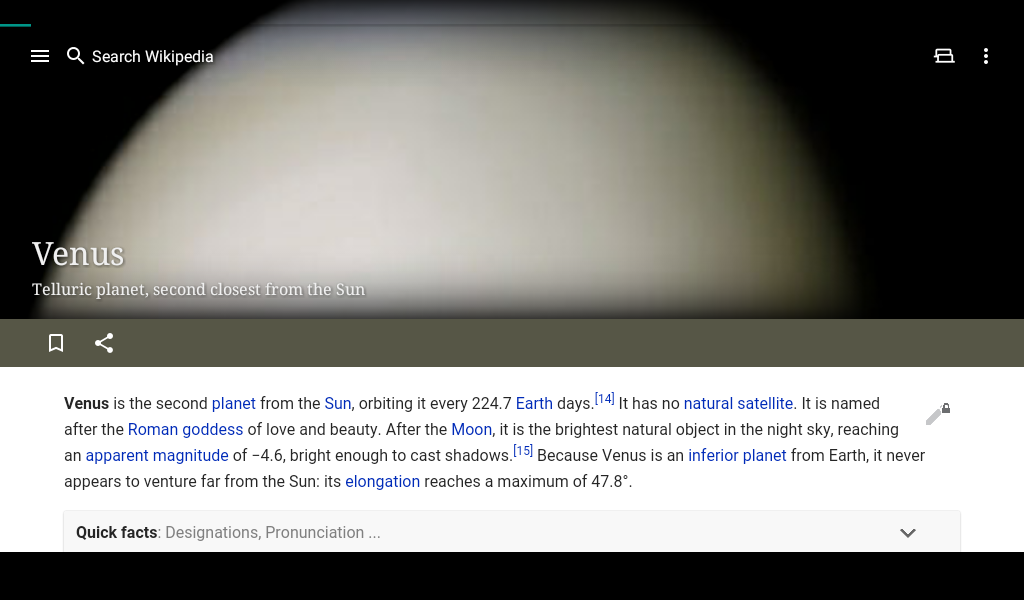 Search Wikipedia
Venus
Telluric planet, second closest from the Sun
Venus is the second planet from the Sun, orbiting it every 224.7 Earth days.[14] It has no natural satellite. It is named
after the Roman goddess of love and beauty. After the Moon, it is the brightest natural object in the night sky, reaching
an apparent magnitude of −4.6, bright enough to cast shadows.[15] Because Venus is an inferior planet from Earth, it never
appears to venture far from the Sun: its elongation reaches a maximum of 47.8°.
Quick facts: Designations, Pronunciation ...